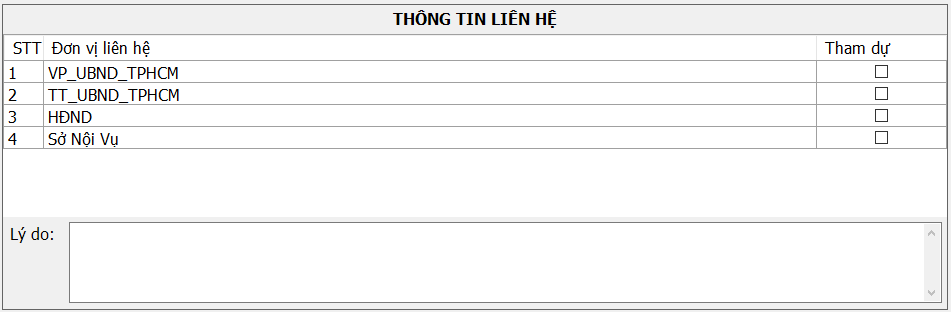 THÔNG TIN LIÊN HỆ
STT Đơn vị liên hệ Tham dự
1 VP_UBND_TPHCM
2 TT_UBND_TPHCM
3 HĐND
4 Sở Nội Vụ
Lý do: